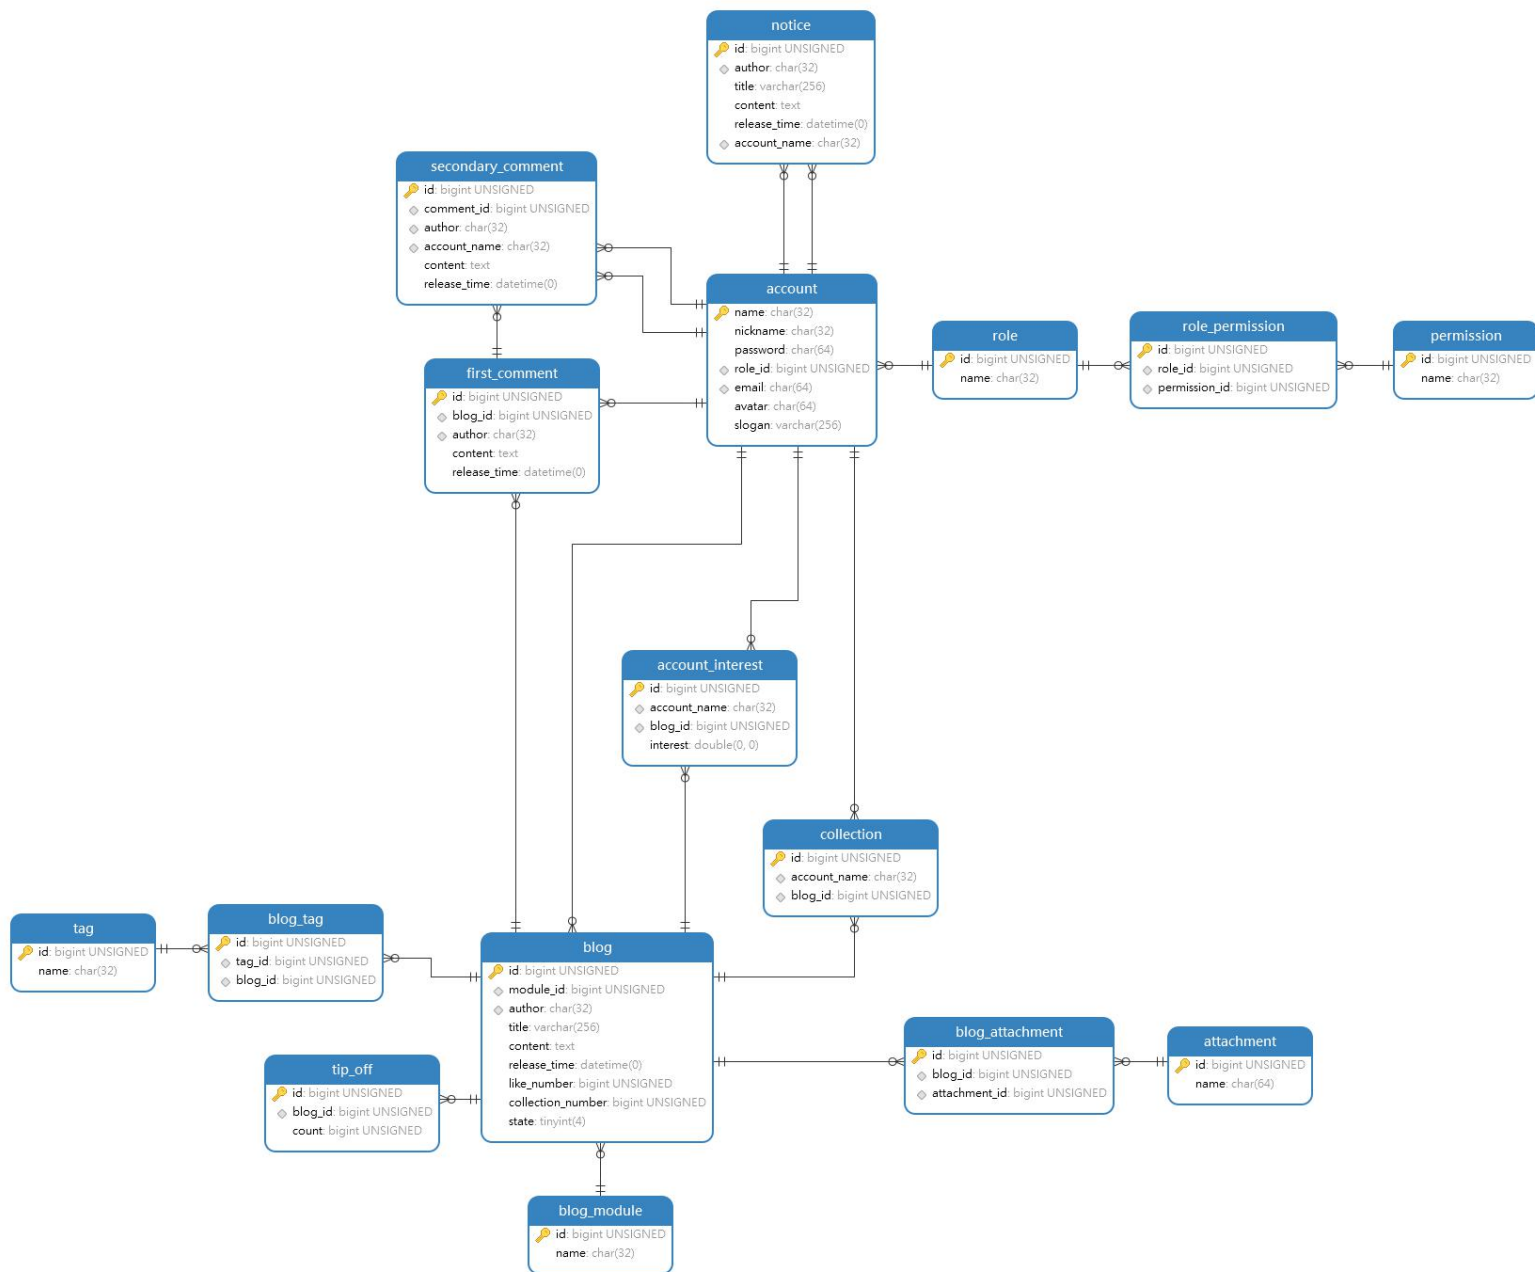 notice
id: bigint UNSIGNED
author: char(32)
title: varchar(256)
content: text
release_time: datetime(0)
account_name: char(32)
secondary_comment
id: bigint UNSIGNED
comment_id: bigint UNSIGNED
author: char(32)
account_name: char(32)
content: text
release_time: datetime(0)
account
name: char(32)
nickname: char(32)
password: char(64)
role_id: bigint UNSIGNED
email: char(64)
avatar: char(64)
slogan: varchar(256)
role
id: bigint UNSIGNED
name: char(32)
role_permission
id: bigint UNSIGNED
role_id: bigint UNSIGNED
permission_id: bigint UNSIGNED
permission
id: bigint UNSIGNED
name: char(32)
first_comment
id: bigint UNSIGNED
blog_id: bigint UNSIGNED
author: char(32)
content: text
release_time: datetime(0)
account_interest
id: bigint UNSIGNED
account_name: char(32)
blog_id: bigint UNSIGNED
interest: double(0, 0)
collection
id: bigint UNSIGNED
account_name: char(32)
blog_id: bigint UNSIGNED
tag
id: bigint UNSIGNED
name: char(32)
blog_tag
id: bigint UNSIGNED
tag_id: bigint UNSIGNED
blog_id: bigint UNSIGNED
blog
id: bigint UNSIGNED
module_id: bigint UNSIGNED
author: char(32)
title: varchar(256)
content: text
release_time: datetime(0)
like_number: bigint UNSIGNED
collection_number: bigint UNSIGNED
state: tinyint(4)
blog_attachment
id: bigint UNSIGNED
blog_id: bigint UNSIGNED
attachment_id: bigint UNSIGNED
attachment
id: bigint UNSIGNED
name: char(64)
tip_off
id: bigint UNSIGNED
blog_id: bigint UNSIGNED
count: bigint UNSIGNED
blog_module
id: bigint UNSIGNED
name: char(32)